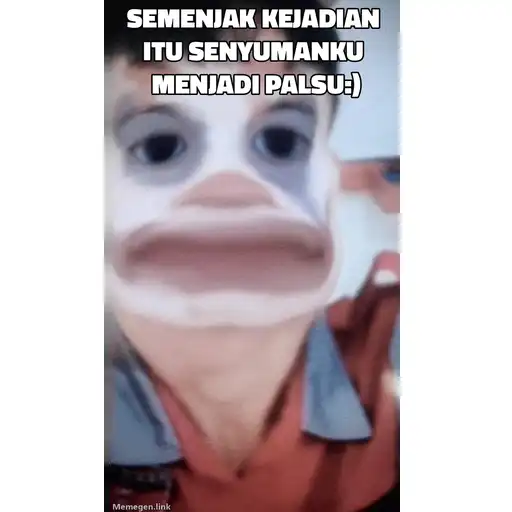 SEMENJAK KEJADIAN
ITU SENYUMANKU
MENJADI PALSU:)
Memegen.link